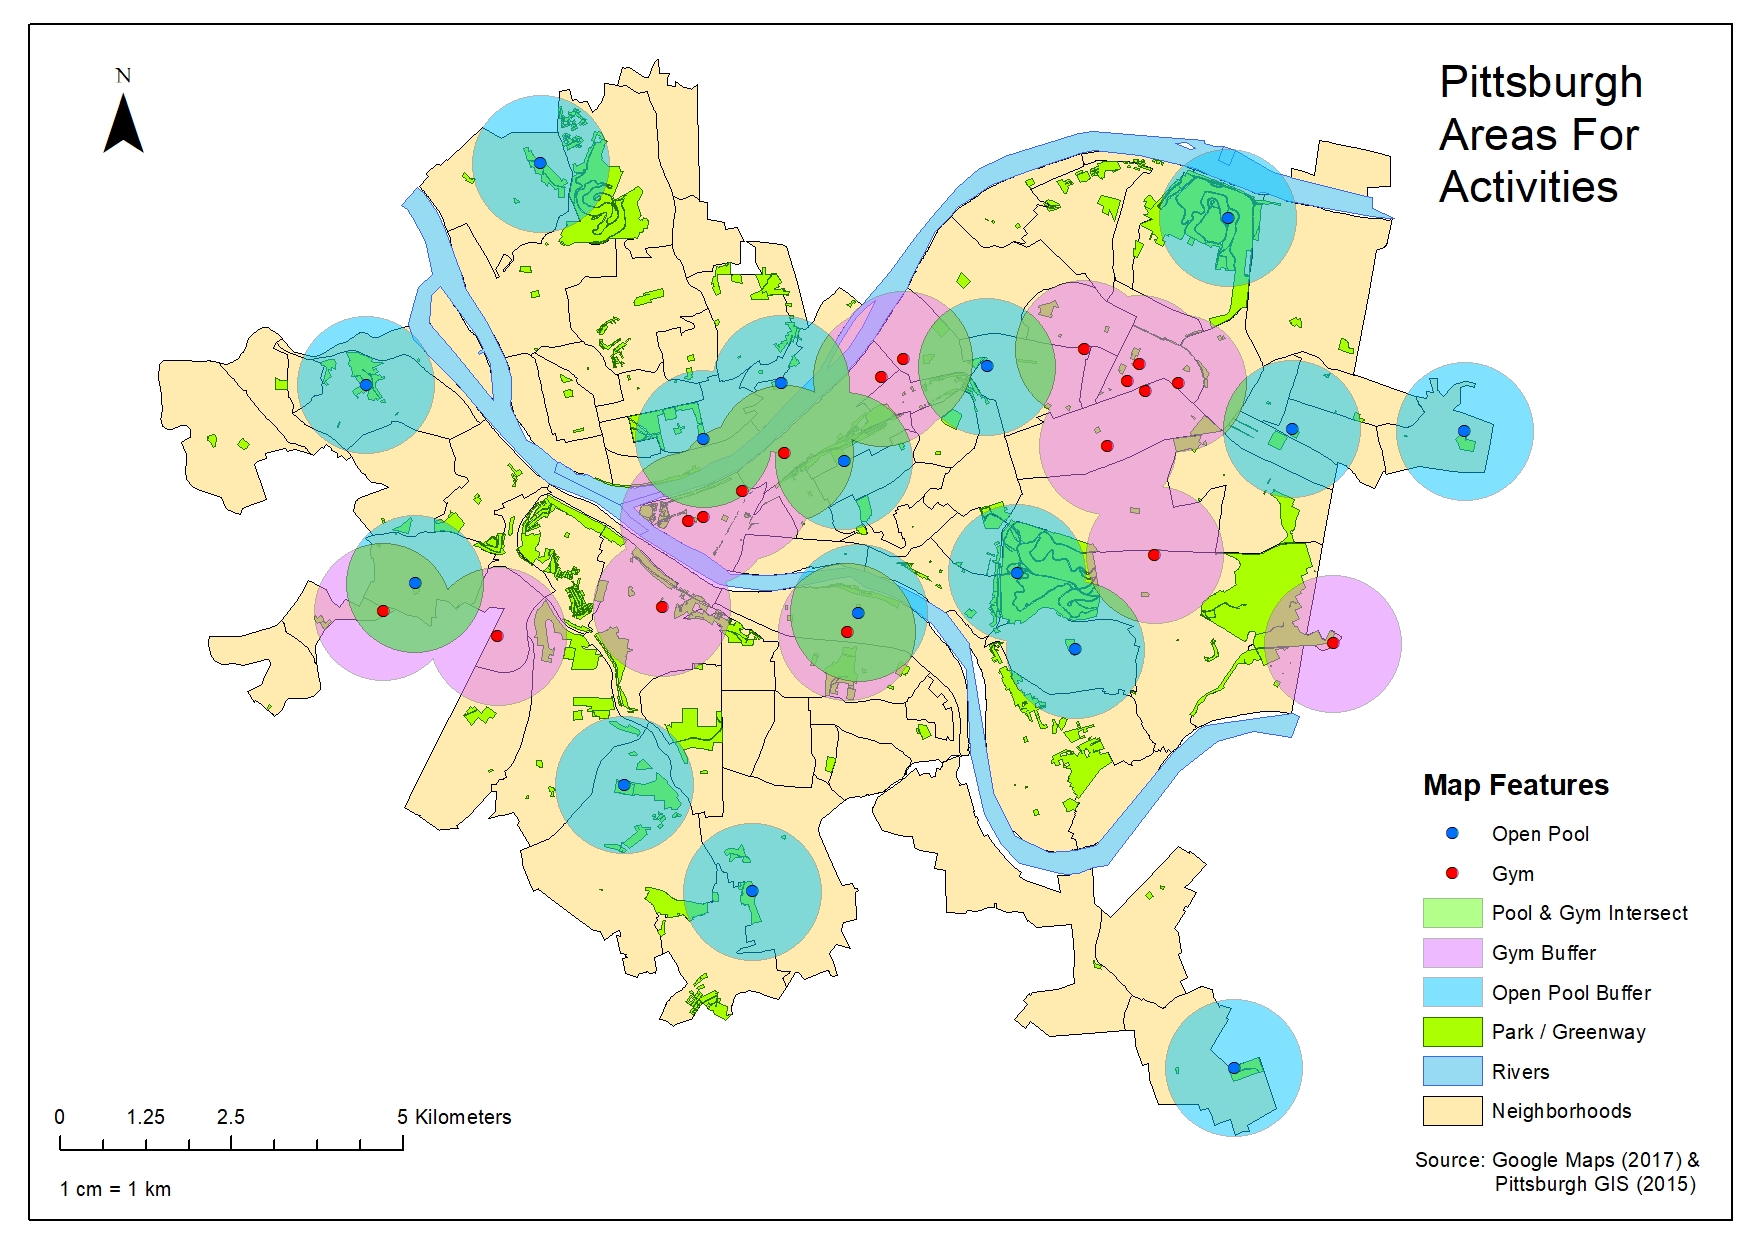 N
Pittsburgh
Areas For
Activities
Map Features
Open Pool
Gym
Pool & Gym Intersect
Gym Buffer
Open Pool Buffer
Park / Greenway
Rivers
Neighborhoods
0 1.25 2.5 5 Kilometers
1 cm = 1 km
Source: Google Maps (2017) &
Pittsburgh GIS (2015)